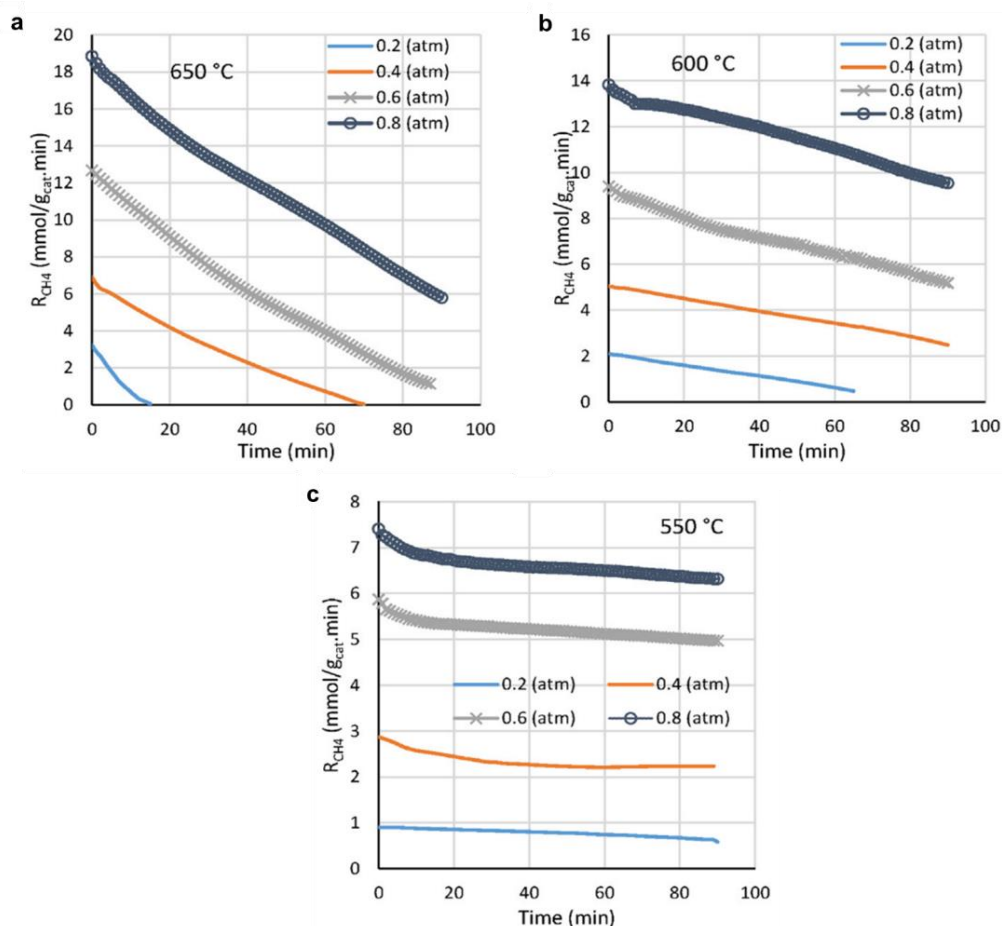 a
20
18
16
14
12
10
8
6
4
2
0
R_CH4 (mmol/g_cat.min)
650 °C
0.2 (atm)
0.4 (atm)
0.6 (atm)
0.8 (atm)
0 20 40 60 80 100
Time (min)
b
16
14
12
10
8
6
4
2
0
R_CH4 (mmol/g_cat.min)
600 °C
0.2 (atm)
0.4 (atm)
0.6 (atm)
0.8 (atm)
0 20 40 60 80 100
Time (min)
c
8
7
6
5
4
3
2
1
0
R_CH4 (mmol/g_cat.min)
550 °C
0.2 (atm) 0.4 (atm)
0.6 (atm) 0.8 (atm)
0 20 40 60 80 100
Time (min)